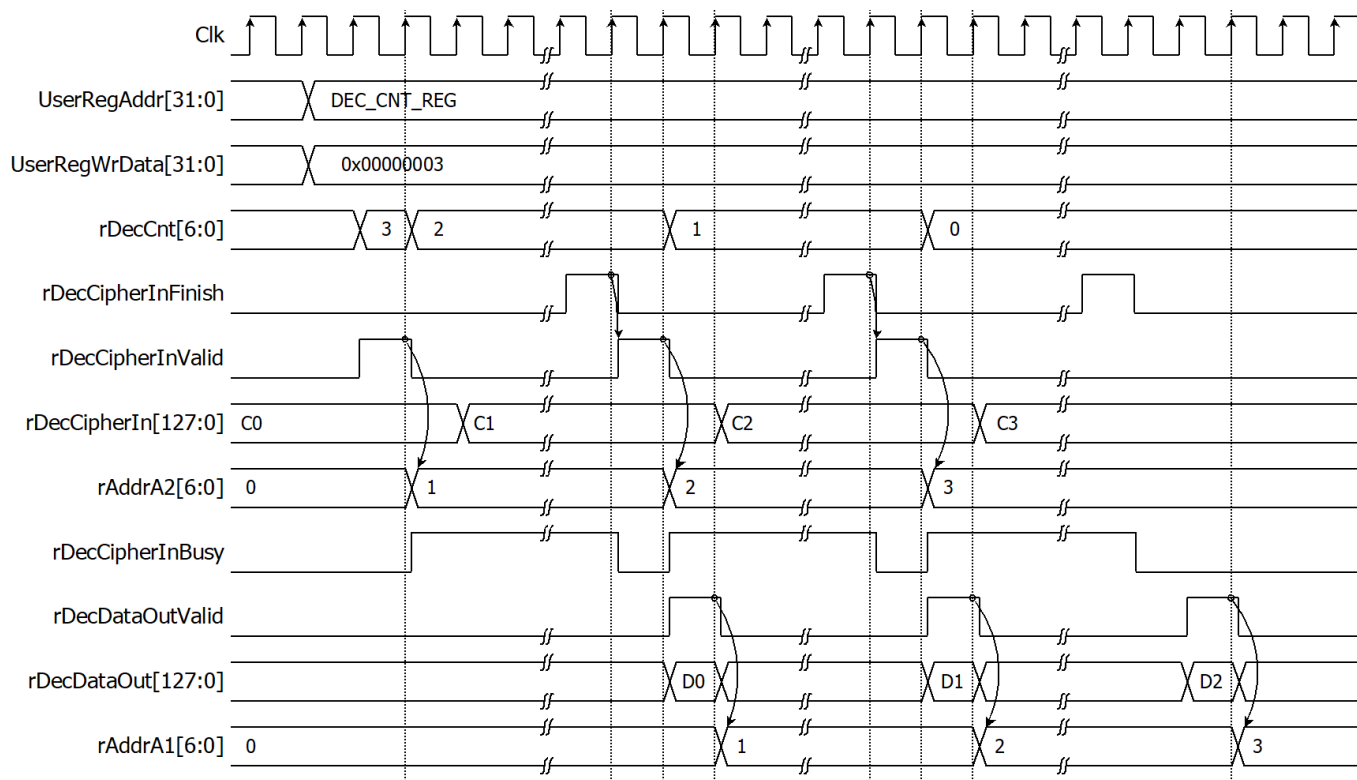 Clk
UserRegAddr[31:0] DEC_CNT_REG
UserRegWrData[31:0] 0x00000003
rDecCnt[6:0] 3 2 1 0
rDecCipherInFinish
rDecCipherInValid
rDecCipherIn[127:0] C0 C1 C2 C3
rAddrA2[6:0] 0 1 2 3
rDecCipherInBusy
rDecDataOutValid
rDecDataOut[127:0] D0 D1 D2
rAddrA1[6:0] 0 1 2 3